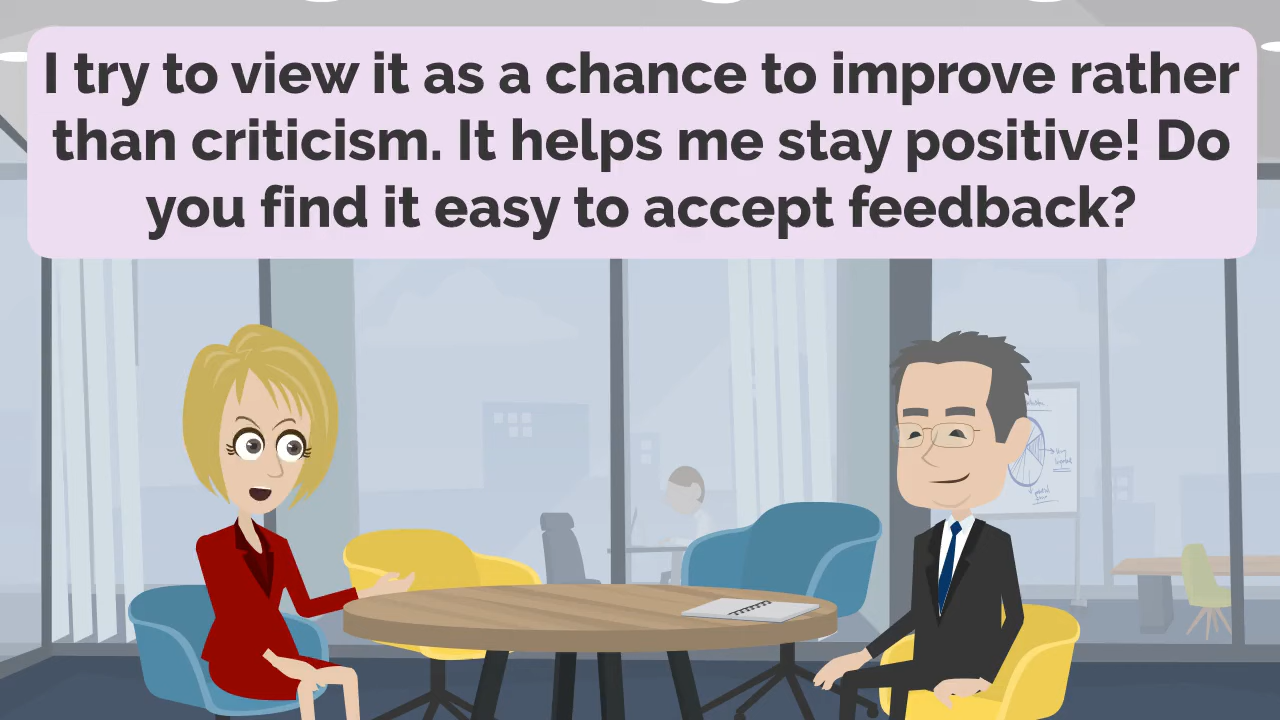 I try to view it as a chance to improve rather
than criticism. It helps me stay positive! Do
you find it easy to accept feedback?